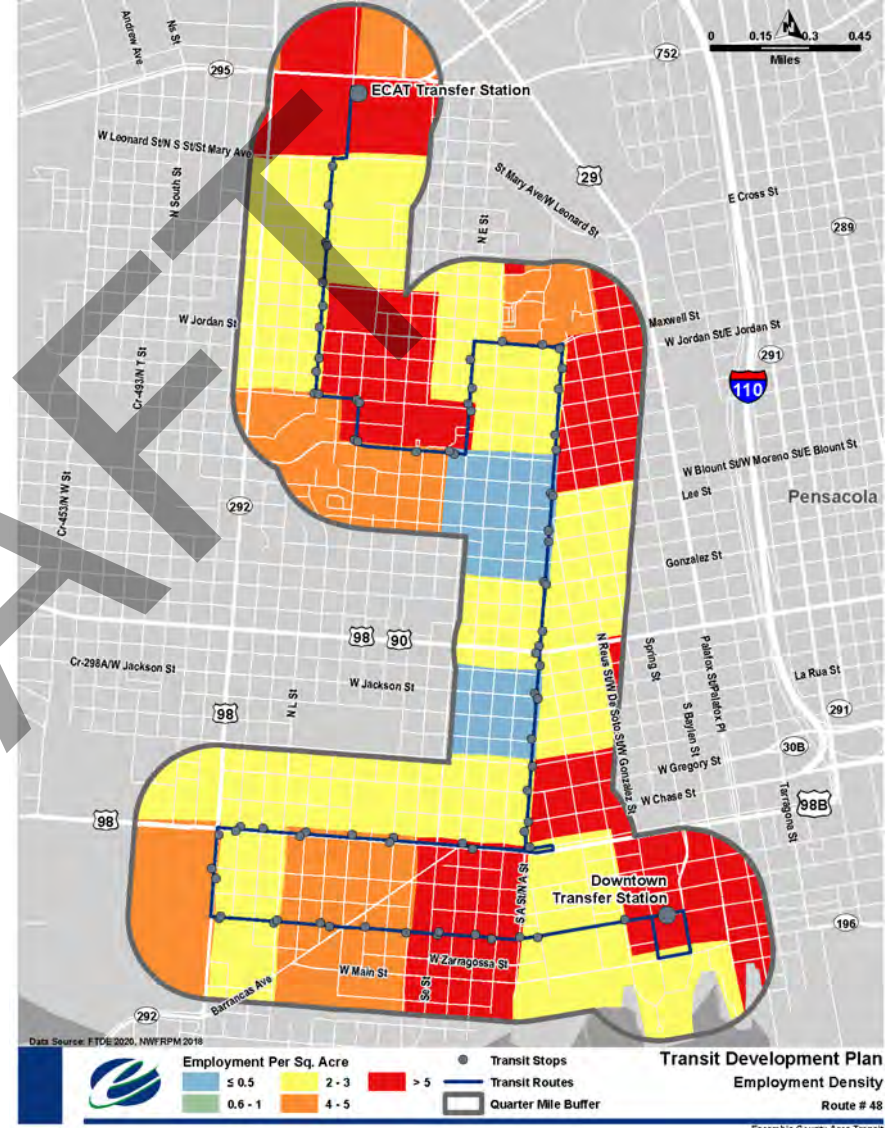 Andrew Ave
Ns St
295
752
0 0.15 0.3 0.45
Miles
ECAT Transfer Station
W Leonard St/N S St/St Mary Ave
N South St
29
St Mary Ave/W Leonard St
E Cross St
289
N E St
W Jordan St
Maxwell St
W Jordan St/E Jordan St
291
110
Cr-493/N T St
W Blount St/W Moreno St/E Blount St
Lee St
Pensacola
Cr-453/N W St
292
Gonzalez St
98 90
Cr-298A/W Jackson St
W Jackson St
N Reus St/W De Soto St/W Gonzalez St
Spring St
Palafox St/Palafox Pl
La Rua St
N L St
98
S Baylen St
291
30B
W Gregory St
W Chase St
98B
Tarragona St
98
S A St/N A St
Downtown
Transfer Station
196
W Zarragossa St
W Main St
Se St
Barrancas Ave
292
AFT
Data Source: FTDE 2020, NWFRPM 2018
Employment Per Sq. Acre
≤ 0.5
2 - 3
> 5
0.6 - 1
4 - 5
Transit Stops
Transit Routes
Quarter Mile Buffer
Transit Development Plan
Employment Density
Route # 48